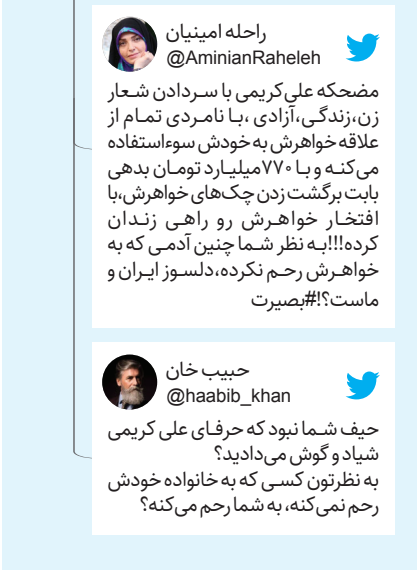 راحله امینیان
@AminianRaheleh
مضحکه علی‌کریمی با سردادن شعار
زن،زندگی،آزادی ،با نامردی تمام از
علاقه خواهرش به خودش سوءاستفاده
می‌کنه و با ۷۷۰میلیارد تومان بدهی
بابت برگشت زدن چک‌های خواهرش،با
افتخار خواهرش رو راهی زندان
کرده!!!به نظر شما چنین آدمی که به
خواهرش رحم نکرده،دلسوز ایران و
ماست؟!#بصیرت
حبیب خان
@haabib_khan
حیف شما نبود که حرفای علی کریمی
شیاد و گوش می‌دادید؟
به نظرتون کسی که به خانواده خودش
رحم نمی‌کنه، به شما رحم می‌کنه؟